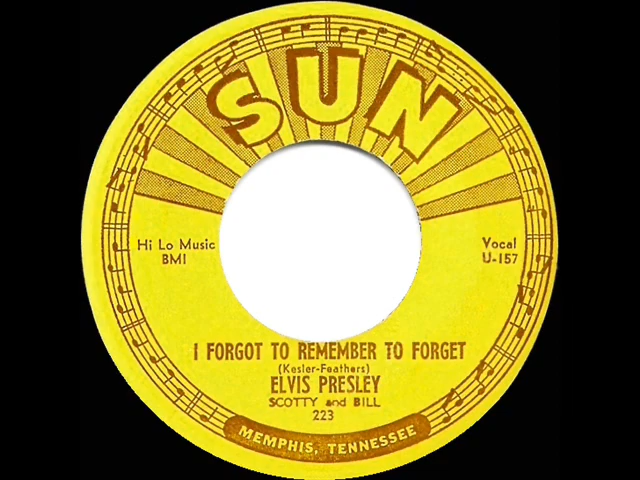 SUN
Hi Lo Music
BMI
Vocal
U-157
I FORGOT TO REMEMBER TO FORGET
(Kesler-Feathers)
ELVIS PRESLEY
SCOTTY and BILL
223
MEMPHIS, TENNESSEE